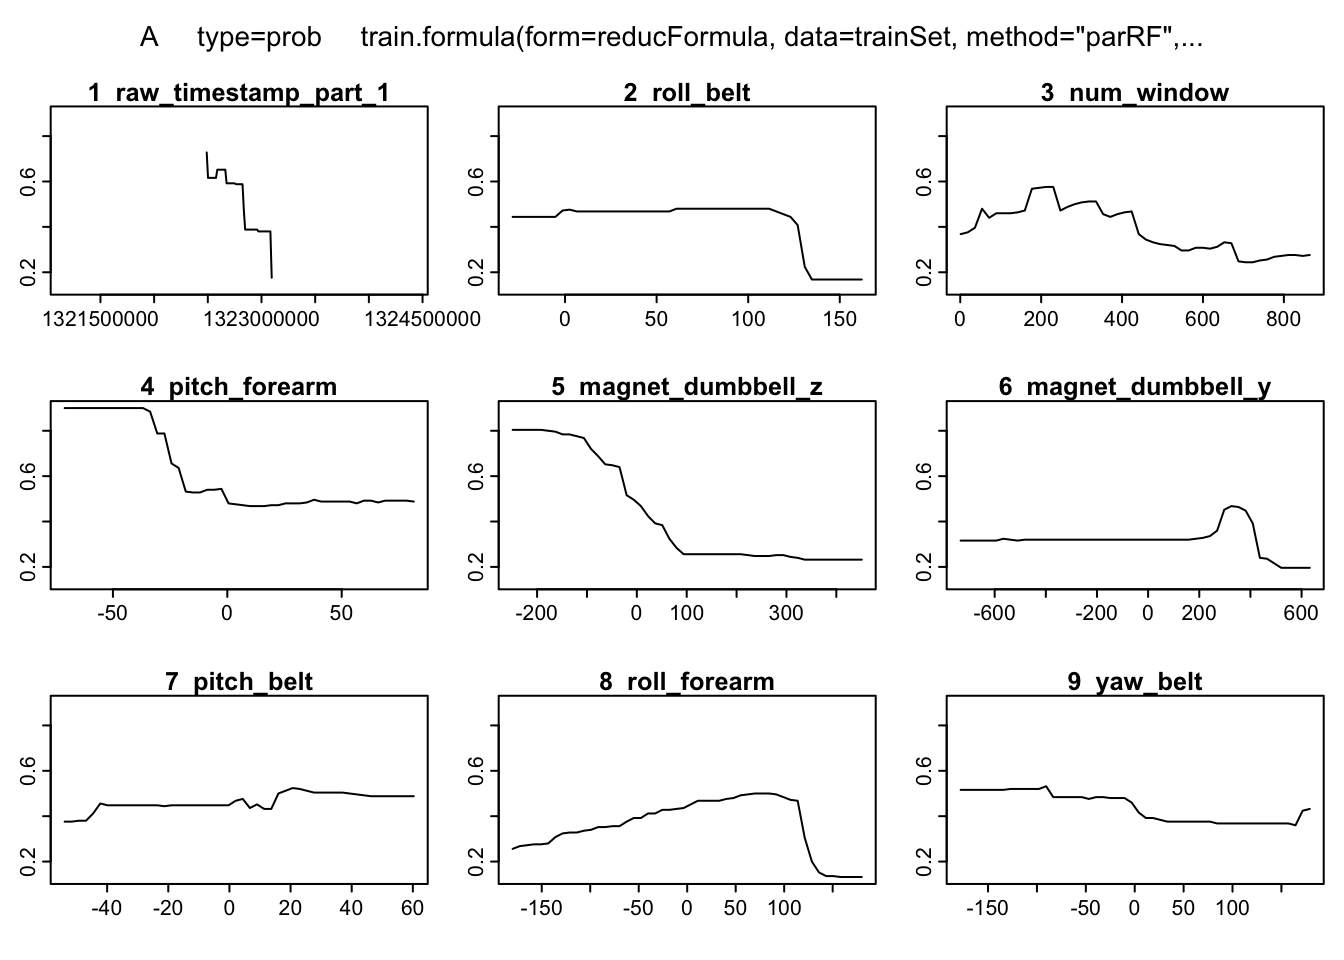 A type=prob train.formula(form=reducFormula, data=trainSet, method="parRF",...
1 raw_timestamp_part_1
2 roll_belt
3 num_window
0.2 0.6
0.2 0.6
0.2 0.6
1321500000 1323000000 1324500000
0 50 100 150
0 200 400 600 800
4 pitch_forearm
5 magnet_dumbbell_z
6 magnet_dumbbell_y
0.2 0.6
0.2 0.6
0.2 0.6
-50 0 50
-200 0 100 300
-600 -200 0 200 600
7 pitch_belt
8 roll_forearm
9 yaw_belt
0.2 0.6
0.2 0.6
0.2 0.6
-40 -20 0 20 40 60
-150 -50 0 50 100
-150 -50 0 50 100